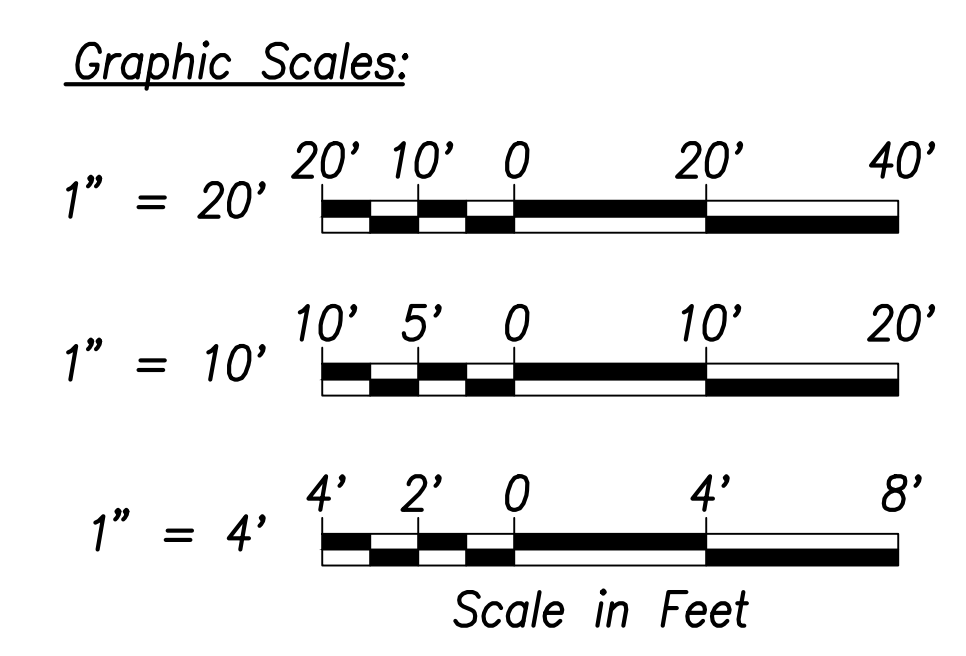 Graphic Scales:
20’ 10’ 0 20’ 40’
1” = 20’
10’ 5’ 0 10’ 20’
1” = 10’
4’ 2’ 0 4’ 8’
1” = 4’
Scale in Feet